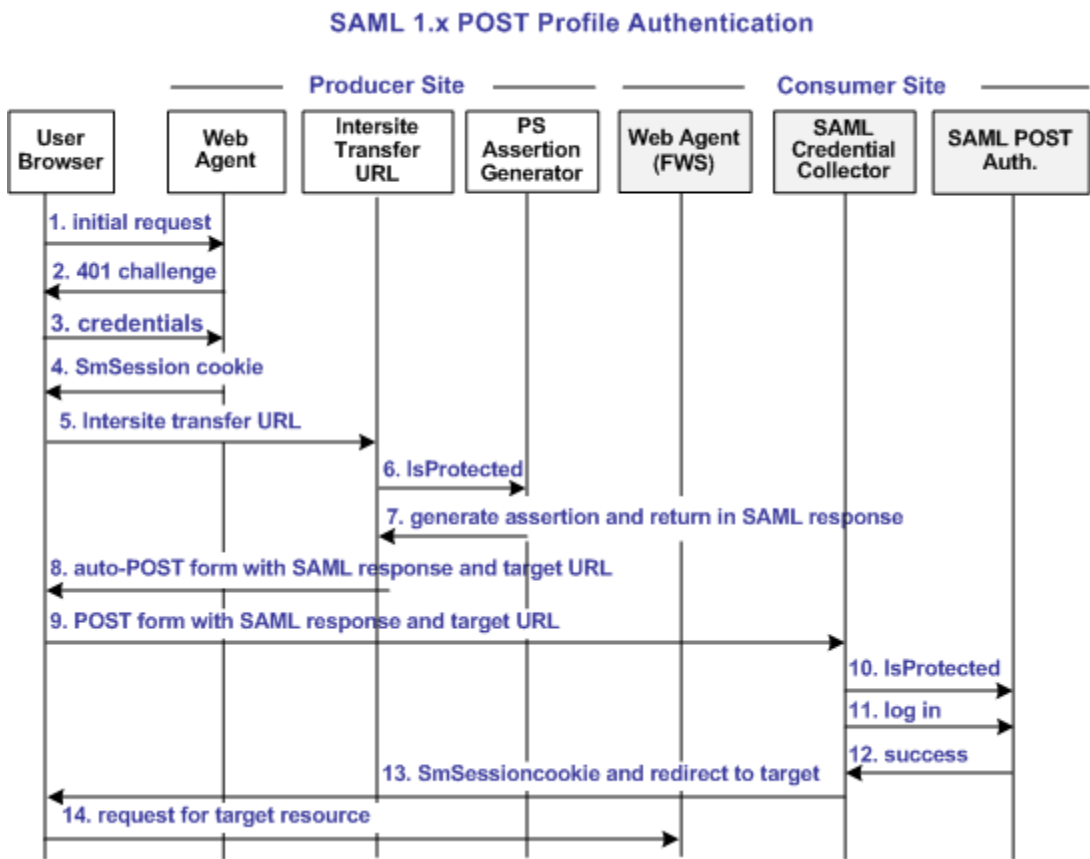 SAML 1.x POST Profile Authentication
Producer Site
Consumer Site
User
Browser
Web
Agent
Intersite
Transfer
URL
PS
Assertion
Generator
Web Agent
(FWS)
SAML
Credential
Collector
SAML POST
Auth.
1. initial request
2. 401 challenge
3. credentials
4. SmSession cookie
5. Intersite transfer URL
6. IsProtected
7. generate assertion and return in SAML response
8. auto-POST form with SAML response and target URL
9. POST form with SAML response and target URL
10. IsProtected
11. log in
12. success
13. SmSessioncookie and redirect to target
14. request for target resource